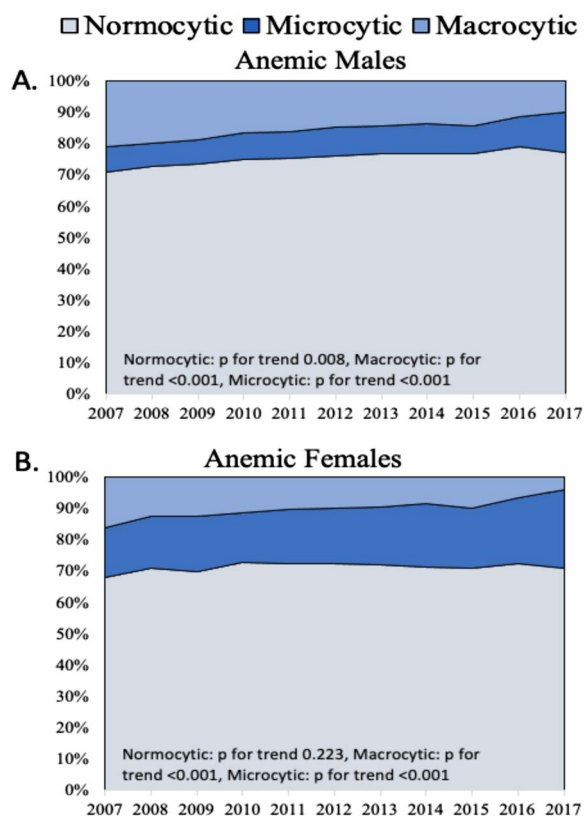 Normocytic Microcytic Macrocytic
A.
Anemic Males
100%
90%
80%
70%
60%
50%
40%
30%
20%
10%
0%
Normocytic: p for trend 0.008, Macrocytic: p for
trend <0.001, Microcytic: p for trend <0.001
2007 2008 2009 2010 2011 2012 2013 2014 2015 2016 2017
B.
Anemic Females
100%
90%
80%
70%
60%
50%
40%
30%
20%
10%
0%
Normocytic: p for trend 0.223, Macrocytic: p for
trend <0.001, Microcytic: p for trend <0.001
2007 2008 2009 2010 2011 2012 2013 2014 2015 2016 2017